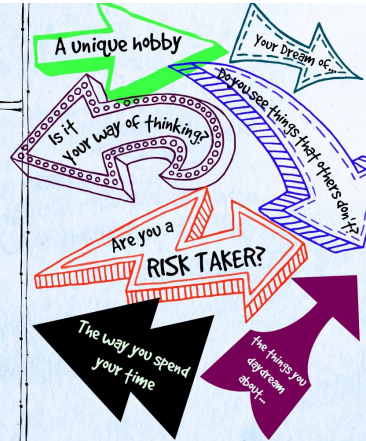 A unique hobby
Your Dream of...
Do you see things that others don't?
Is it
your way of thinking?
Are you a
RISK TAKER?
The way you spend
your time
the things you
daydream
about...